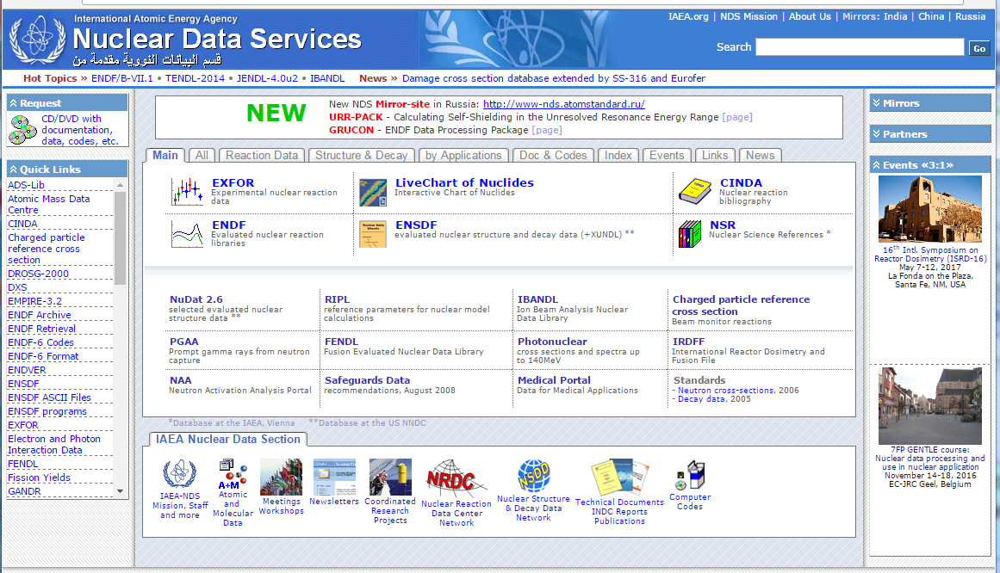 International Atomic Energy Agency
Nuclear Data Services
قسم البيانات النووية مقدمة من
IAEA.org | NDS Mission | About Us | Mirrors: India | China | Russia
Search
Go
Hot Topics » ENDF/B-VII.1 • TENDL-2014 • JENDL-4.0u2 • IBANDL News » Damage cross section database extended by SS-316 and Eurofer
Request
CD/DVD with
documentation,
data, codes, etc.
Quick Links
ADS-Lib
Atomic Mass Data
Centre
CINDA
Charged particle
reference cross
section
DROSG-2000
DXS
EMPIRE-3.2
ENDF Archive
ENDF Retrieval
ENDF-6 Codes
ENDF-6 Format
ENDVER
ENSDF
ENSDF ASCII Files
ENSDF programs
EXFOR
Electron and Photon
Interaction Data
FENDL
Fission Yields
GANDR
NEW
New NDS Mirror-site in Russia: http://www-nds.atomstandard.ru/
URR-PACK - Calculating Self-Shielding in the Unresolved Resonance Energy Range [page]
GRUCON - ENDF Data Processing Package [page]
Main All Reaction Data Structure & Decay by Applications Doc & Codes Index Events Links News
EXFOR
Experimental nuclear reaction
data
LiveChart of Nuclides
Interactive Chart of Nuclides
CINDA
Nuclear reaction
bibliography
ENDF
Evaluated nuclear reaction
libraries
ENSDF
evaluated nuclear structure and decay data (+XUNDL) **
NSR
Nuclear Science References *
NuDat 2.6
selected evaluated nuclear
structure data **
RIPL
reference parameters for nuclear model
calculations
IBANDL
Ion Beam Analysis Nuclear
Data Library
Charged particle reference
cross section
Beam monitor reactions
PGAA
Prompt gamma rays from neutron
capture
FENDL
Fusion Evaluated Nuclear Data Library
Photonuclear
cross sections and spectra up
to 140MeV
IRDFF
International Reactor Dosimetry and
Fusion File
NAA
Neutron Activation Analysis Portal
Safeguards Data
recommendations, August 2008
Medical Portal
Data for Medical Applications
Standards
- Neutron cross-sections, 2006
- Decay data, 2005
*Database at the IAEA, Vienna **Database at the US NNDC
IAEA Nuclear Data Section
IAEA-NDS
Mission, Staff
and more
A+M
Atomic
and
Molecular
Data
Meetings
Workshops
Newsletters
Coordinated
Research
Projects
NRDC
Nuclear Reaction
Data Center
Network
NSDD
Nuclear Structure
& Decay Data
Network
Technical Documents
INDC Reports
Publications
Computer
Codes
Mirrors
Partners
Events «3:1»
16th Intl. Symposium on
Reactor Dosimetry (ISRD-16)
May 7-12, 2017
La Fonda on the Plaza,
Santa Fe, NM, USA
7FP GENTLE course:
Nuclear data processing and
use in nuclear application
November 14-18, 2016
EC-JRC Geel, Belgium